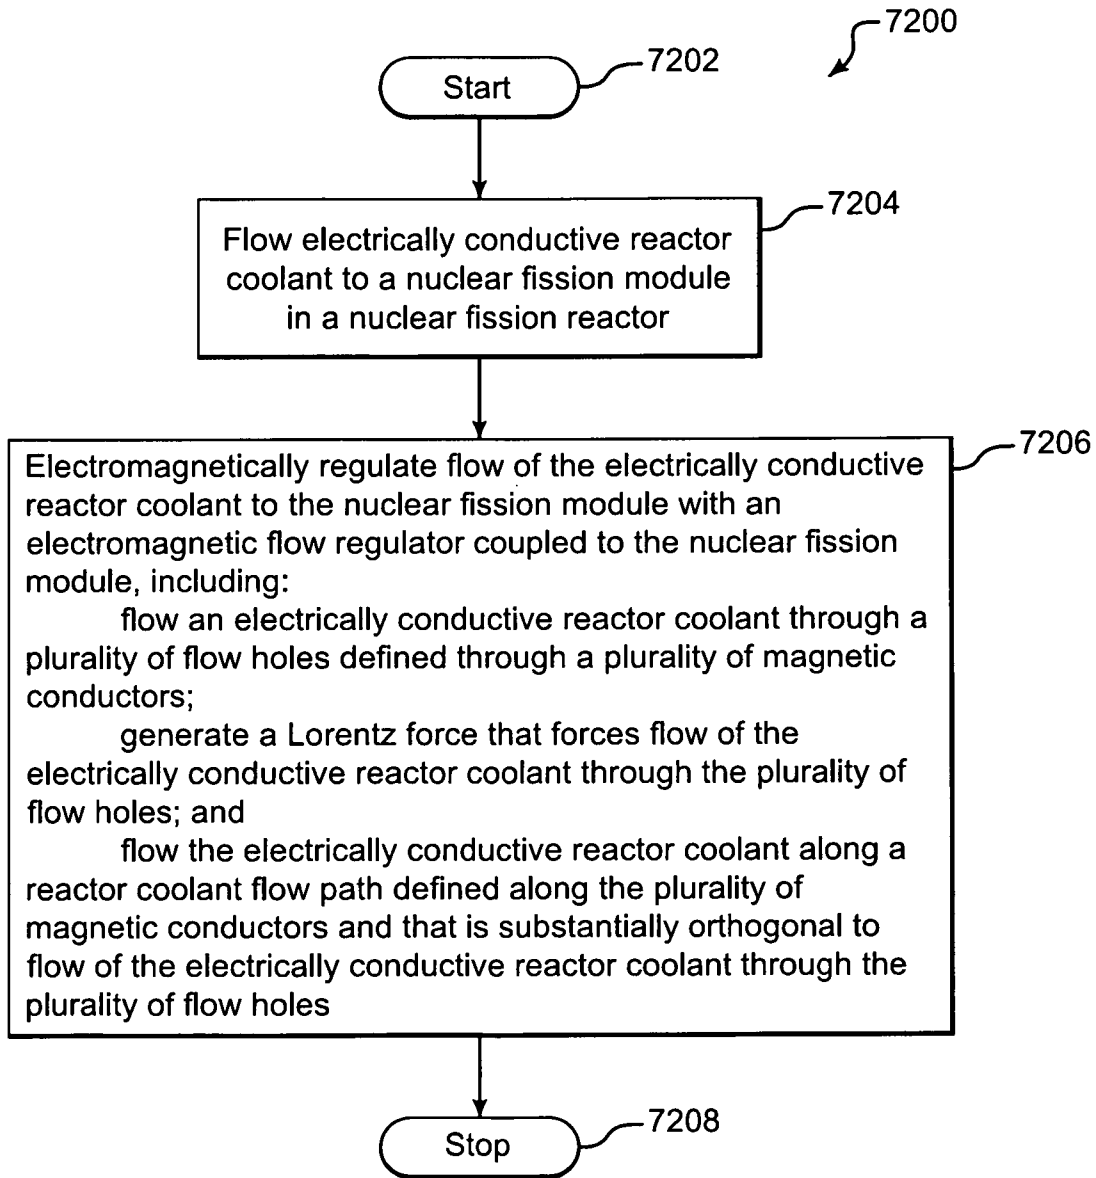 7200
Start
7202
Flow electrically conductive reactor
coolant to a nuclear fission module
in a nuclear fission reactor
7204
Electromagnetically regulate flow of the electrically conductive
reactor coolant to the nuclear fission module with an
electromagnetic flow regulator coupled to the nuclear fission
module, including:
flow an electrically conductive reactor coolant through a
plurality of flow holes defined through a plurality of magnetic
conductors;
generate a Lorentz force that forces flow of the
electrically conductive reactor coolant through the plurality of
flow holes; and
flow the electrically conductive reactor coolant along a
reactor coolant flow path defined along the plurality of
magnetic conductors and that is substantially orthogonal to
flow of the electrically conductive reactor coolant through the
plurality of flow holes
7206
Stop
7208